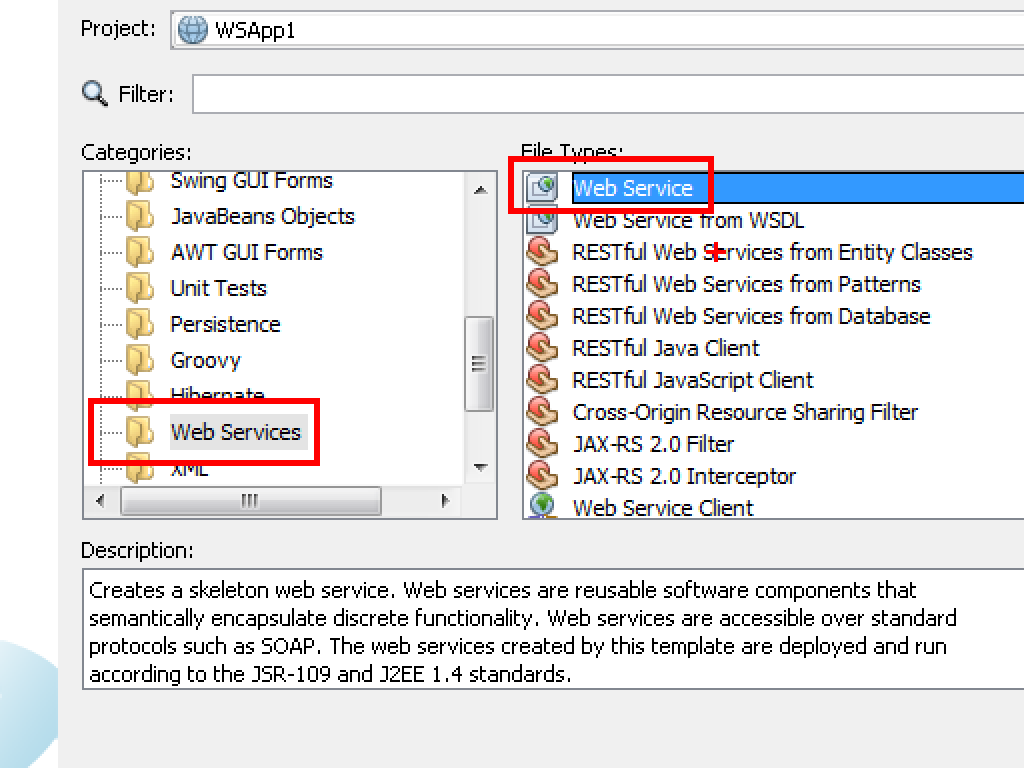 Project: WSApp1
Filter:
Categories:
File Types:
Swing GUI Forms
JavaBeans Objects
AWT GUI Forms
Unit Tests
Persistence
Groovy
Hibernate
Web Services
XML
Web Service
Web Service from WSDL
RESTful Web Services from Entity Classes
RESTful Web Services from Patterns
RESTful Web Services from Database
RESTful Java Client
RESTful JavaScript Client
Cross-Origin Resource Sharing Filter
JAX-RS 2.0 Filter
JAX-RS 2.0 Interceptor
Web Service Client
Description:
Creates a skeleton web service. Web services are reusable software components that
semantically encapsulate discrete functionality. Web services are accessible over standard
protocols such as SOAP. The web services created by this template are deployed and run
according to the JSR-109 and J2EE 1.4 standards.